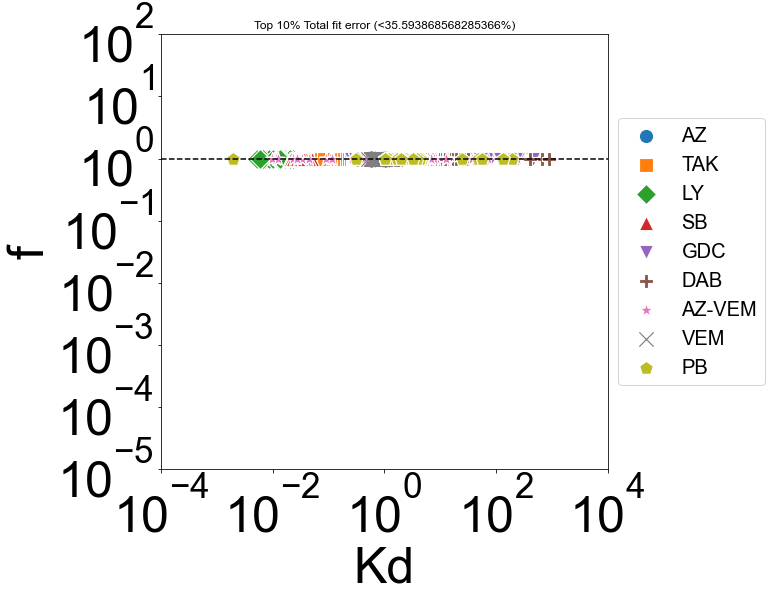 Top 10% Total fit error (<35.593868568285366%)
10^2
10^1
10^0
10^−1
10^−2
10^−3
10^−4
10^−5
f
10^−4 10^−2 10^0 10^2 10^4
Kd
AZ
TAK
LY
SB
GDC
DAB
AZ-VEM
VEM
PB